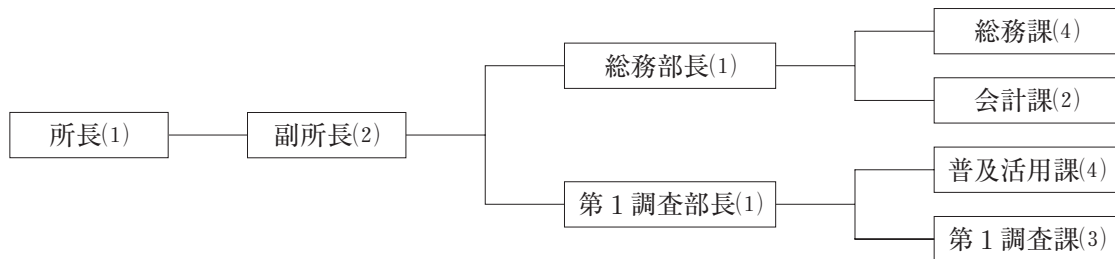 所長(1)
副所長(2)
総務部長(1)
総務課(4)
会計課(2)
第1調査部長(1)
普及活用課(4)
第1調査課(3)